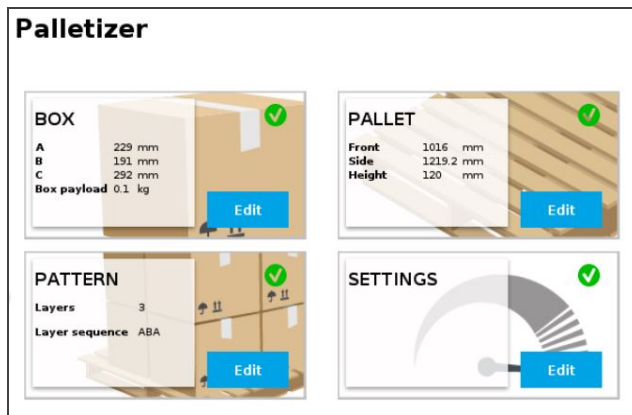 Palletizer
BOX
A 229 mm
B 191 mm
C 292 mm
Box payload 0.1 kg
Edit
PALLET
Front 1016 mm
Side 1219.2 mm
Height 120 mm
Edit
PATTERN
Layers 3
Layer sequence ABA
Edit
SETTINGS
Edit